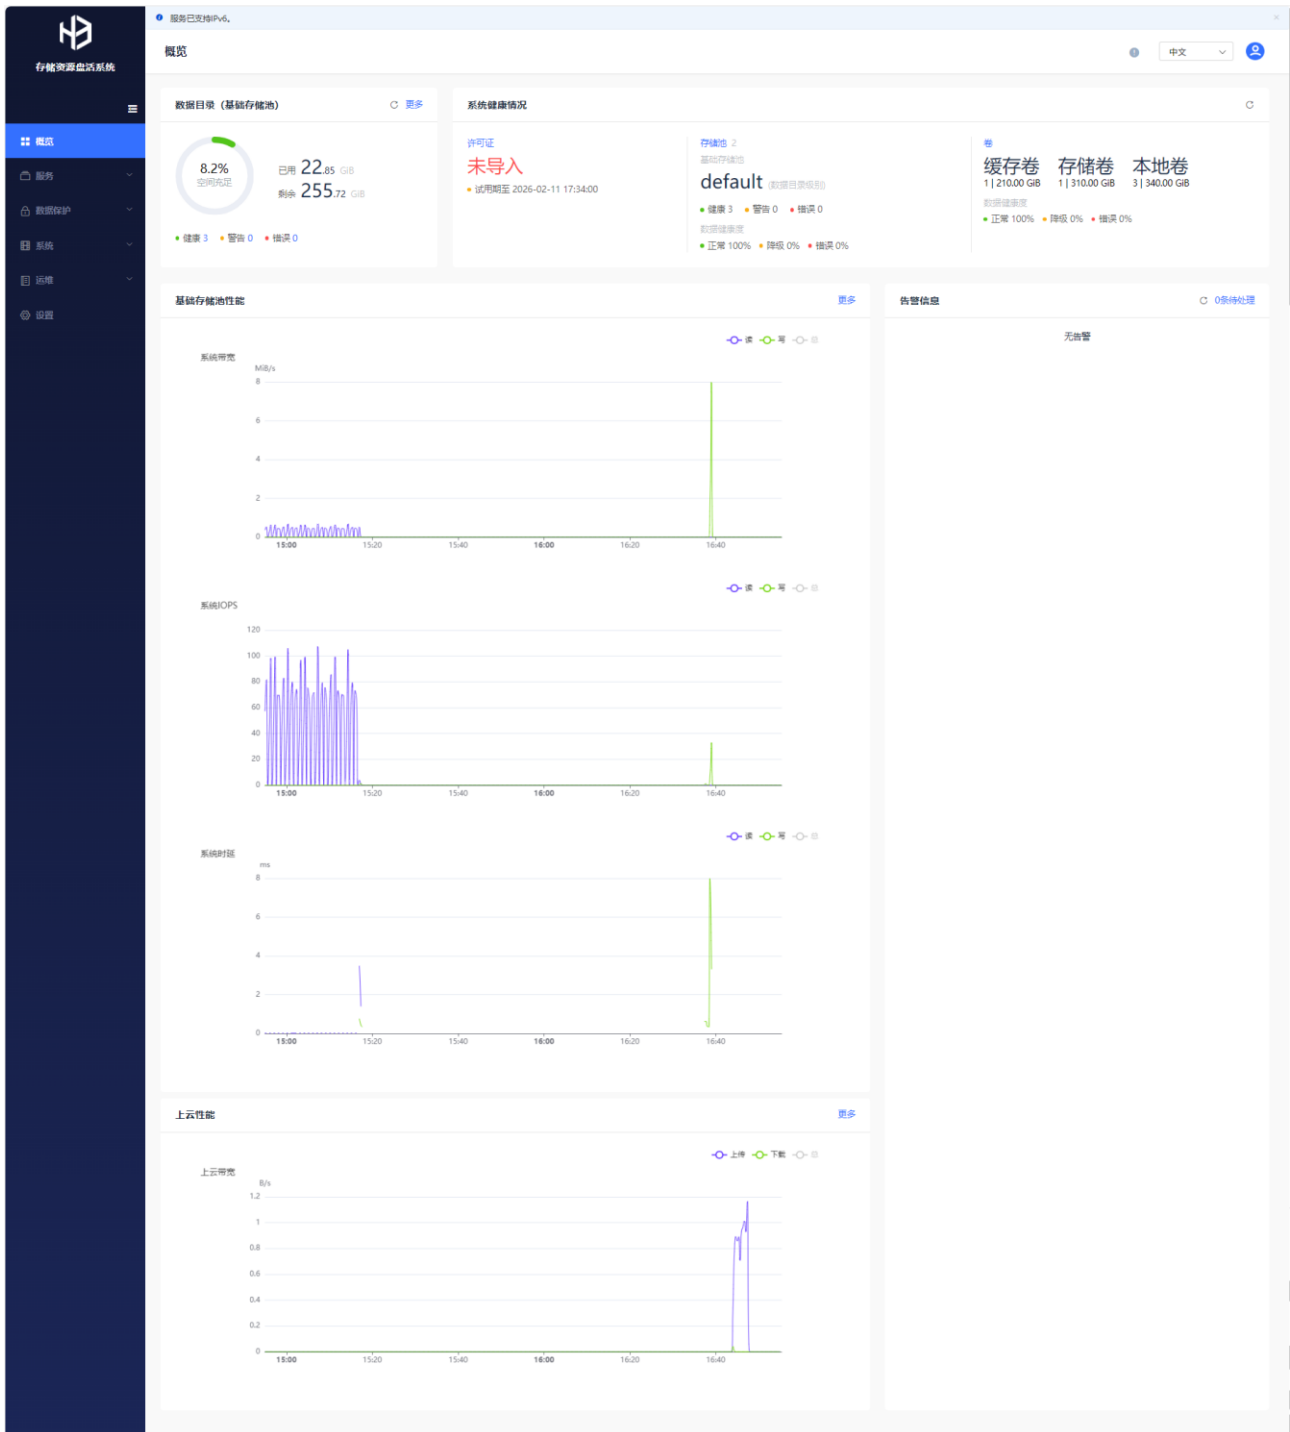 服务已支持IPv6。
存储资源盘活系统
概览
中文
概览
服务
数据保护
系统
运维
设置
数据目录（基础存储池）
更多
8.2%
空间充足
已用 22.85 GiB
剩余 255.72 GiB
健康 3 警告 0 错误 0
系统健康情况
许可证
未导入
试用期至 2026-02-11 17:34:00
存储池 2
基础存储池
default (数据目录级别)
健康 3 警告 0 错误 0
数据健康度
正常 100% 降级 0% 错误 0%
卷
缓存卷 存储卷 本地卷
1 | 210.00 GiB 1 | 310.00 GiB 3 | 340.00 GiB
数据健康度
正常 100% 降级 0% 错误 0%
基础存储池性能
更多
读 写 总
系统带宽
MiB/s
8
6
4
2
0
15:00 15:20 15:40 16:00 16:20 16:40
读 写 总
系统IOPS
120
100
80
60
40
20
0
15:00 15:20 15:40 16:00 16:20 16:40
读 写 总
系统时延
ms
8
6
4
2
0
15:00 15:20 15:40 16:00 16:20 16:40
上云性能
更多
上传 下载 总
上云带宽
B/s
1.2
1
0.8
0.6
0.4
0.2
0
15:00 15:20 15:40 16:00 16:20 16:40
告警信息
0条待处理
无告警